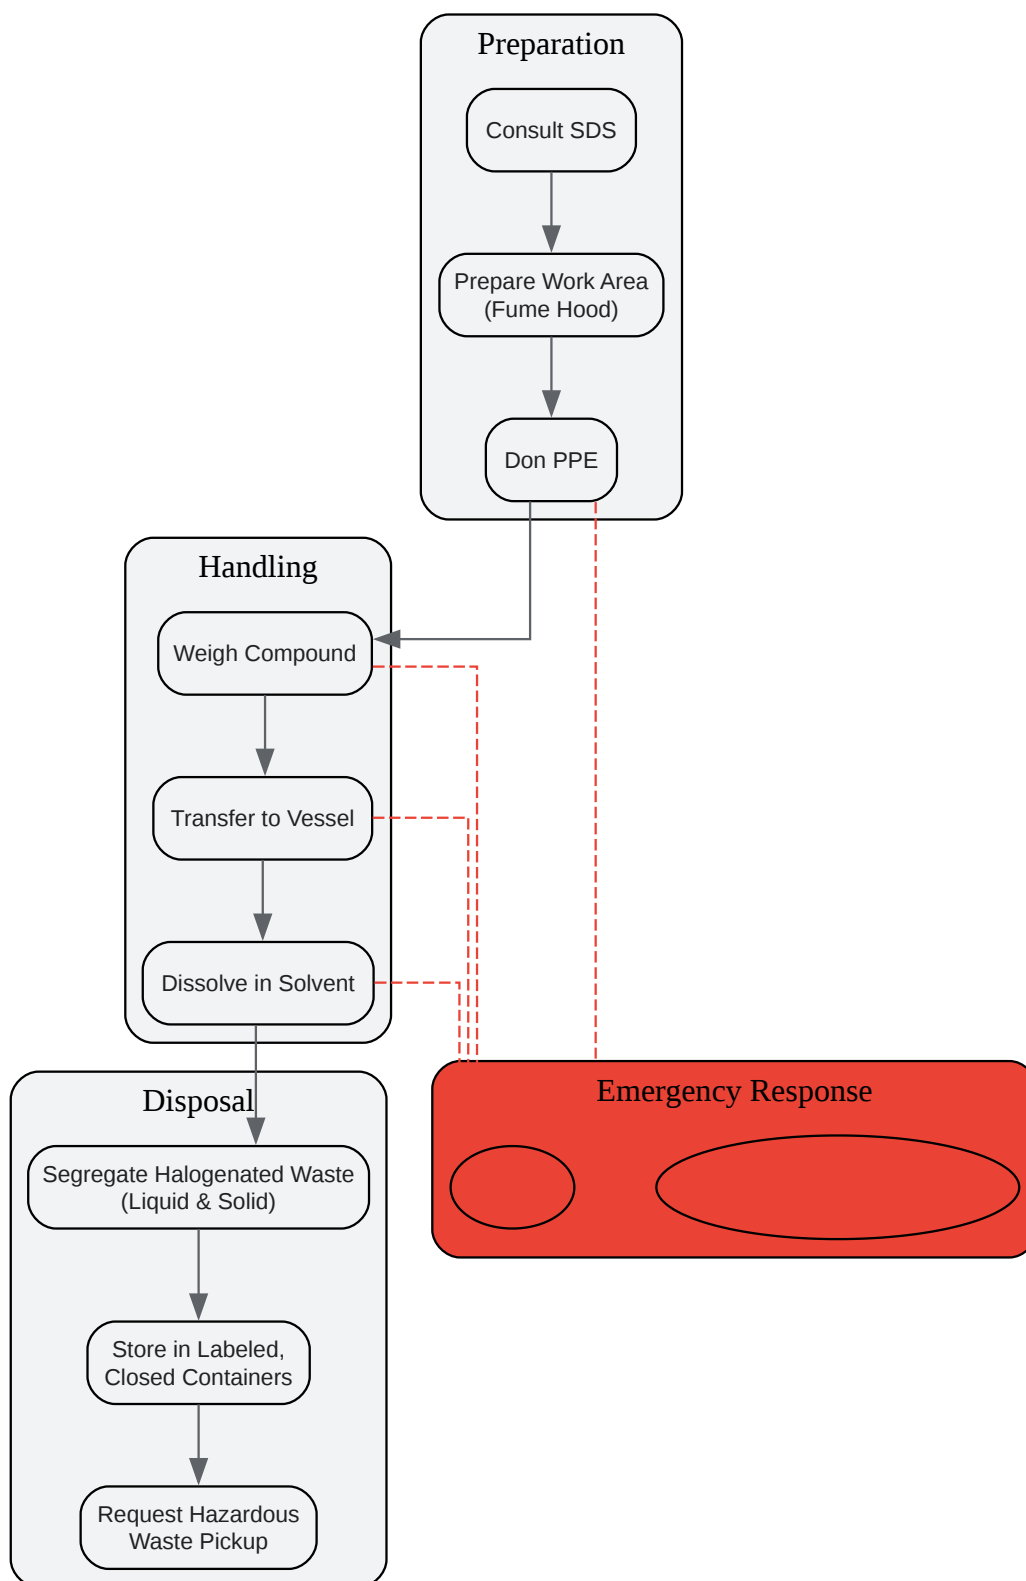 Preparation
Consult SDS
Prepare Work Area
(Fume Hood)
Don PPE
Handling
Weigh Compound
Transfer to Vessel
Dissolve in Solvent
Disposal
Segregate Halogenated Waste
(Liquid & Solid)
Store in Labeled,
Closed Containers
Request Hazardous
Waste Pickup
Emergency Response